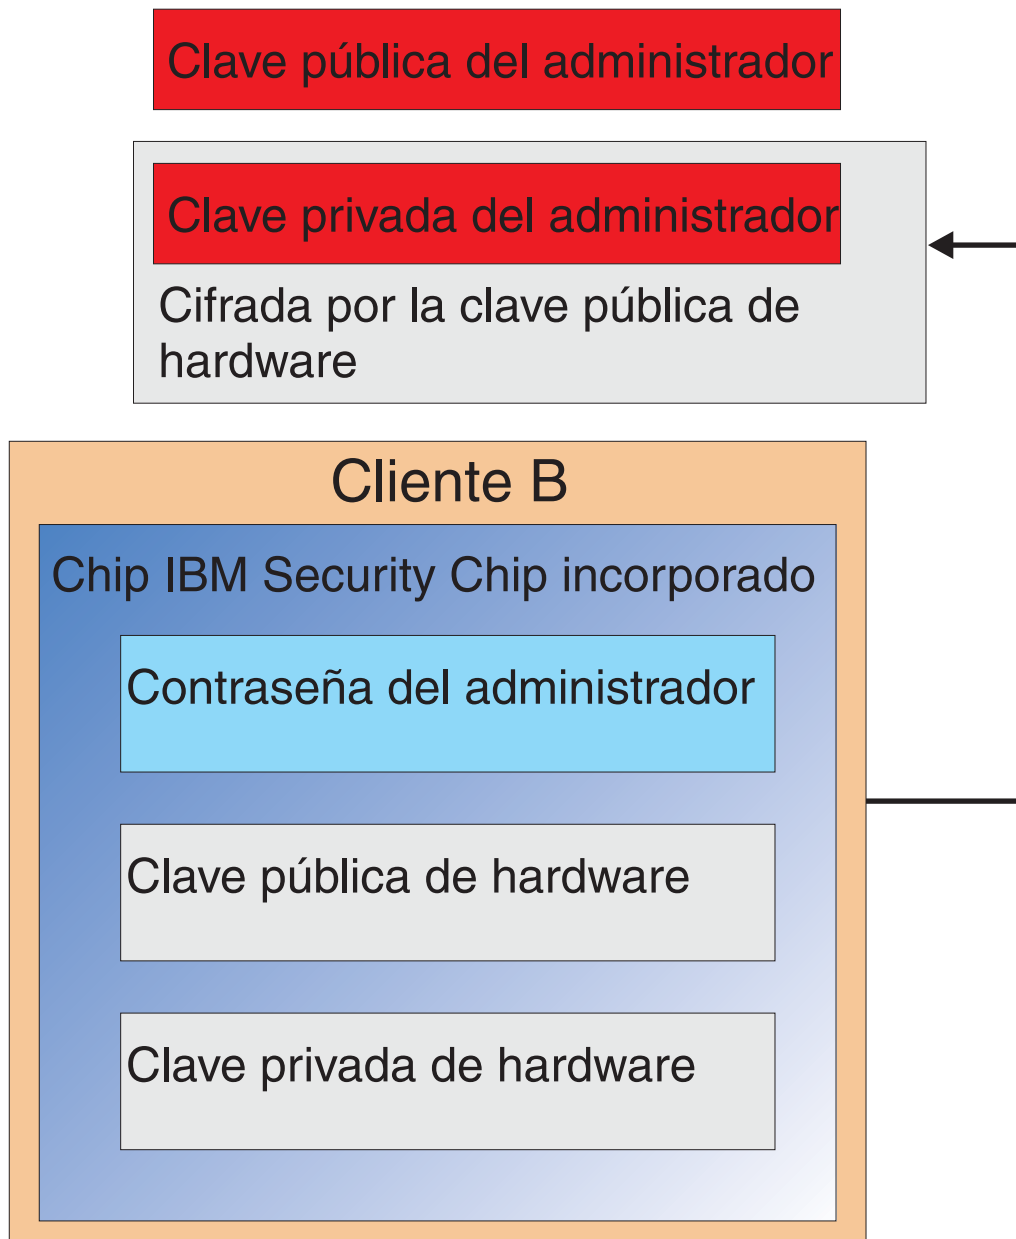 Clave pública del administrador
Clave privada del administrador
Cifrada por la clave pública de
hardware
Cliente B
Chip IBM Security Chip incorporado
Contraseña del administrador
Clave pública de hardware
Clave privada de hardware